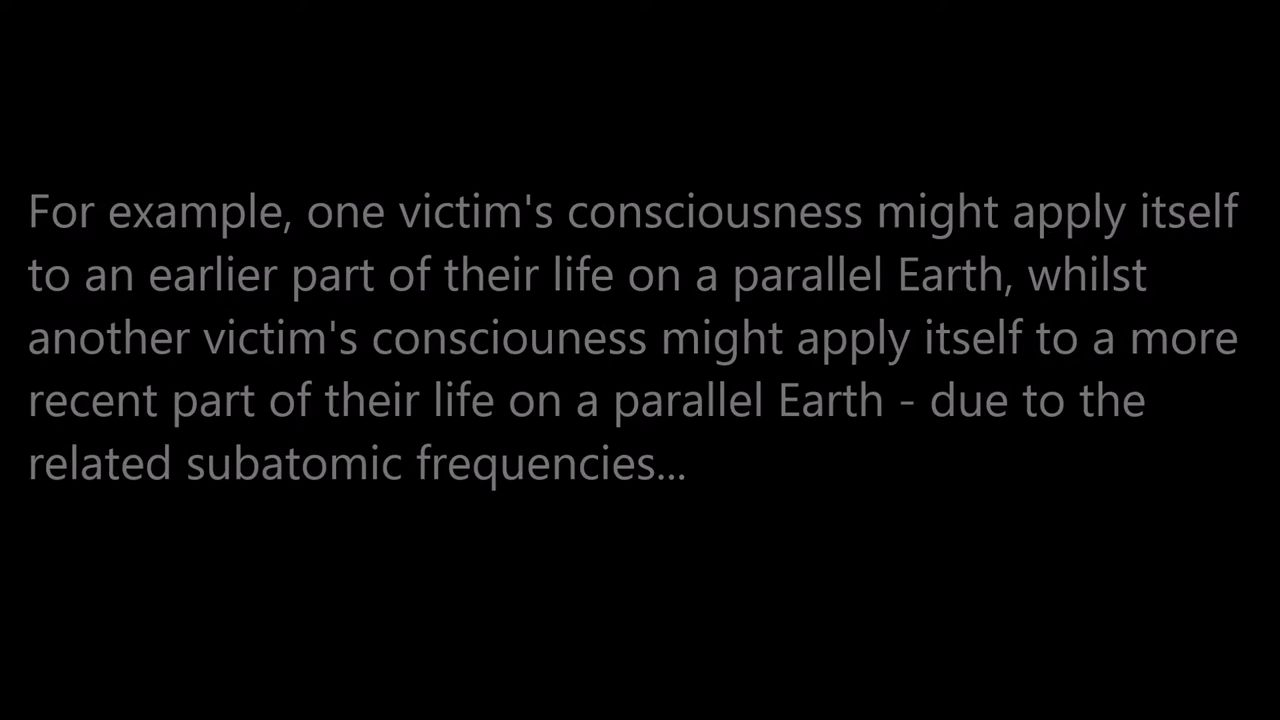 For example, one victim's consciousness might apply itself
to an earlier part of their life on a parallel Earth, whilst
another victim's consciouness might apply itself to a more
recent part of their life on a parallel Earth - due to the
related subatomic frequencies...